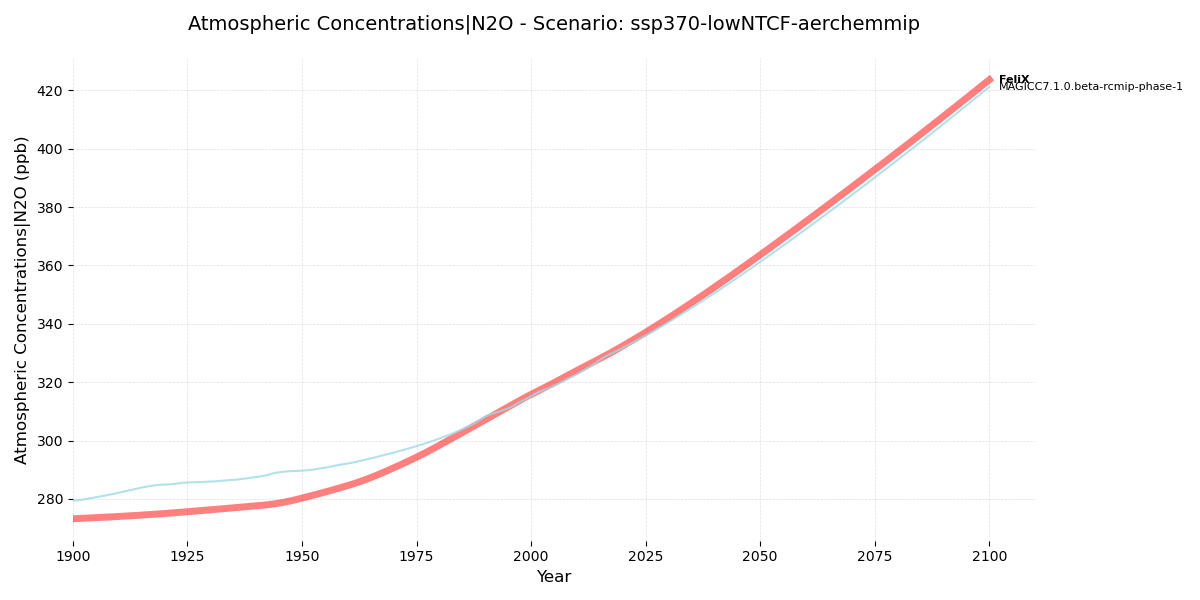 Atmospheric Concentrations|N2O - Scenario: ssp370-lowNTCF-aerchemmip
Atmospheric Concentrations|N2O (ppb)
420
400
380
360
340
320
300
280
FeliX
MAGICC7.1.0.beta-rcmip-phase-1
1900 1925 1950 1975 2000 2025 2050 2075 2100
Year